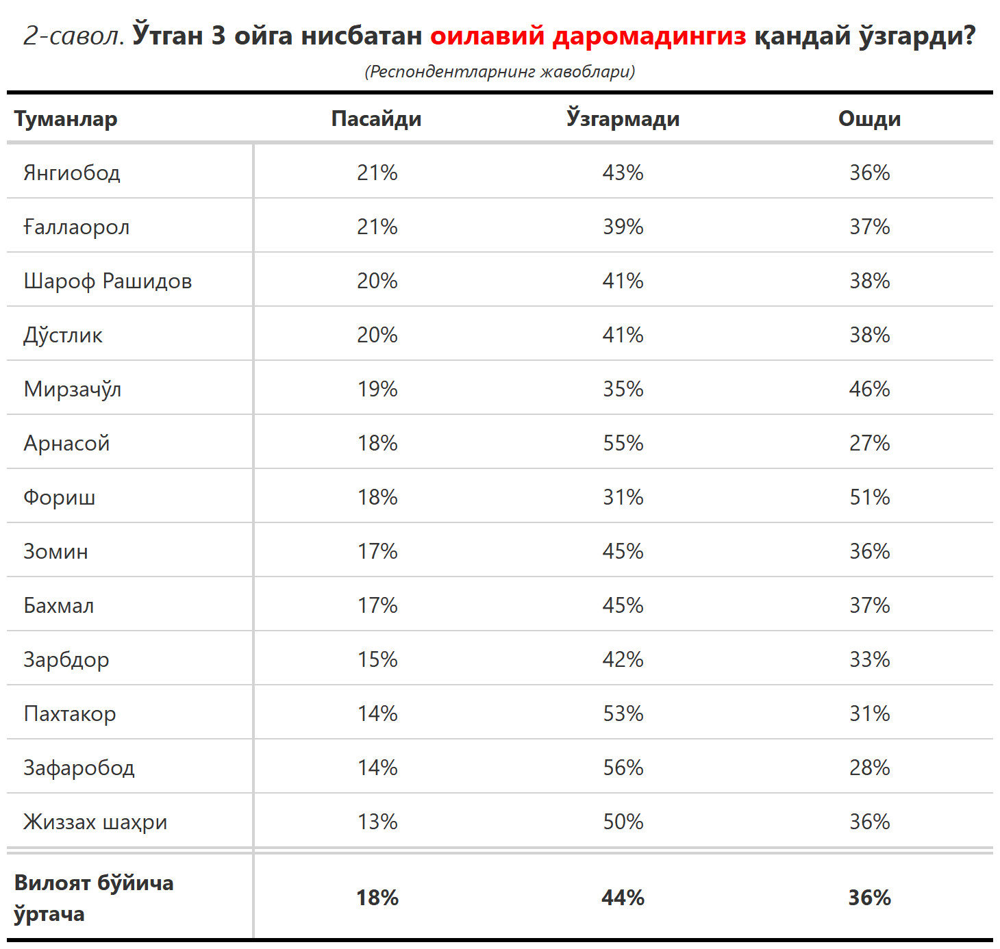 2-савол. Ўтган 3 ойга нисбатан оилавий даромадингиз қандай ўзгарди?
(Респондентларнинг жавоблари)
Туманлар Пасайди Ўзгармади Ошди
Янгиобод 21% 43% 36%
Ғаллаорол 21% 39% 37%
Шароф Рашидов 20% 41% 38%
Дўстлик 20% 41% 38%
Мирзачўл 19% 35% 46%
Арнасой 18% 55% 27%
Фориш 18% 31% 51%
Зомин 17% 45% 36%
Бахмал 17% 45% 37%
Зарбдор 15% 42% 33%
Пахтакор 14% 53% 31%
Зафаробод 14% 56% 28%
Жиззах шаҳри 13% 50% 36%
Вилоят бўйича
ўртача 18% 44% 36%